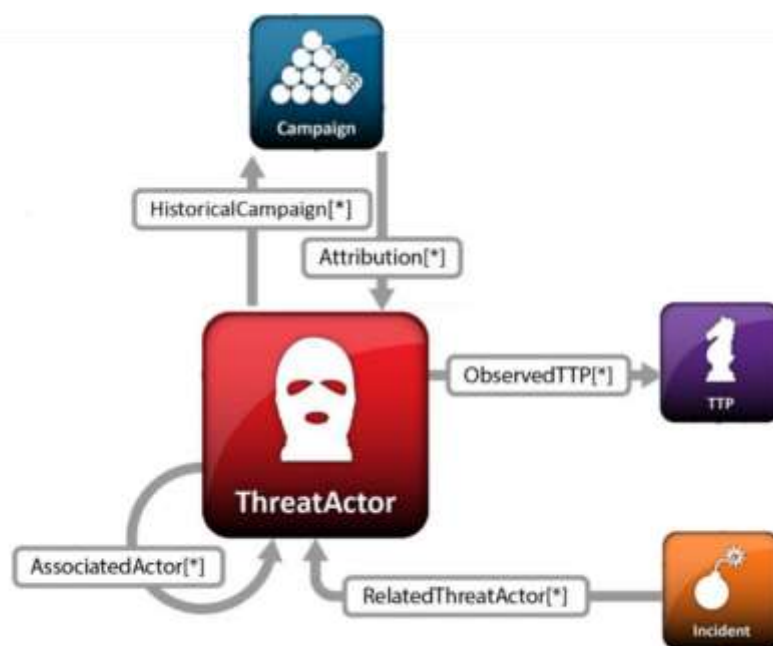 Campaign
HistoricalCampaign[*]
Attribution[*]
ObservedTTP[*]
TTP
ThreatActor
AssociatedActor[*]
RelatedThreatActor[*]
Incident